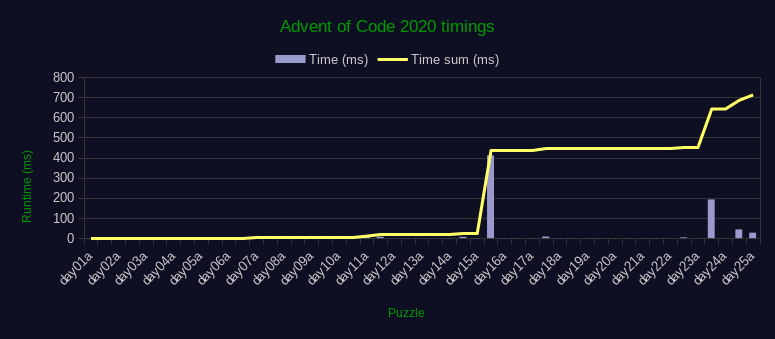 Advent of Code 2020 timings
Time (ms) Time sum (ms)
800
700
600
500
400
300
200
100
0
Runtime (ms)
day01a day02a day03a day04a day05a day06a day07a day08a day09a day10a day11a day12a day13a day14a day15a day16a day17a day18a day19a day20a day21a day22a day23a day24a day25a
Puzzle